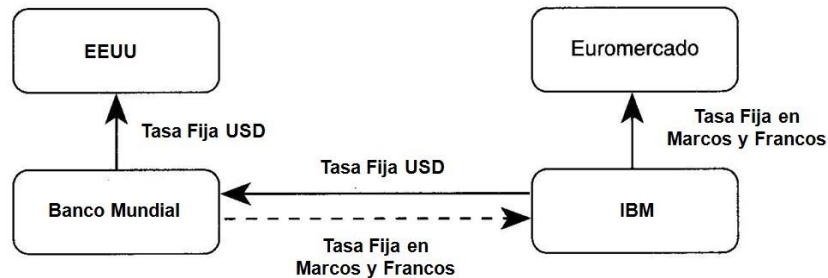 EEUU
Euromercado
Tasa Fija USD
Tasa Fija en
Marcos y Francos
Tasa Fija USD
Banco Mundial
IBM
Tasa Fija en
Marcos y Francos